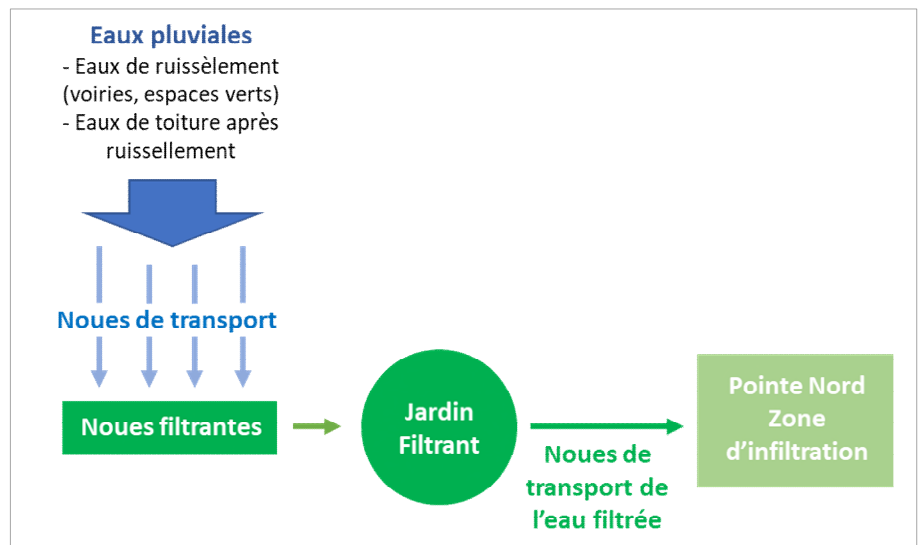 Eaux pluviales
- Eaux de ruissèlement
(voiries, espaces verts)
- Eaux de toiture après
ruissellement
Noues de transport
Noues filtrantes
Jardin
Filtrant
Noues de
transport de
l'eau filtrée
Pointe Nord
Zone
d'infiltration